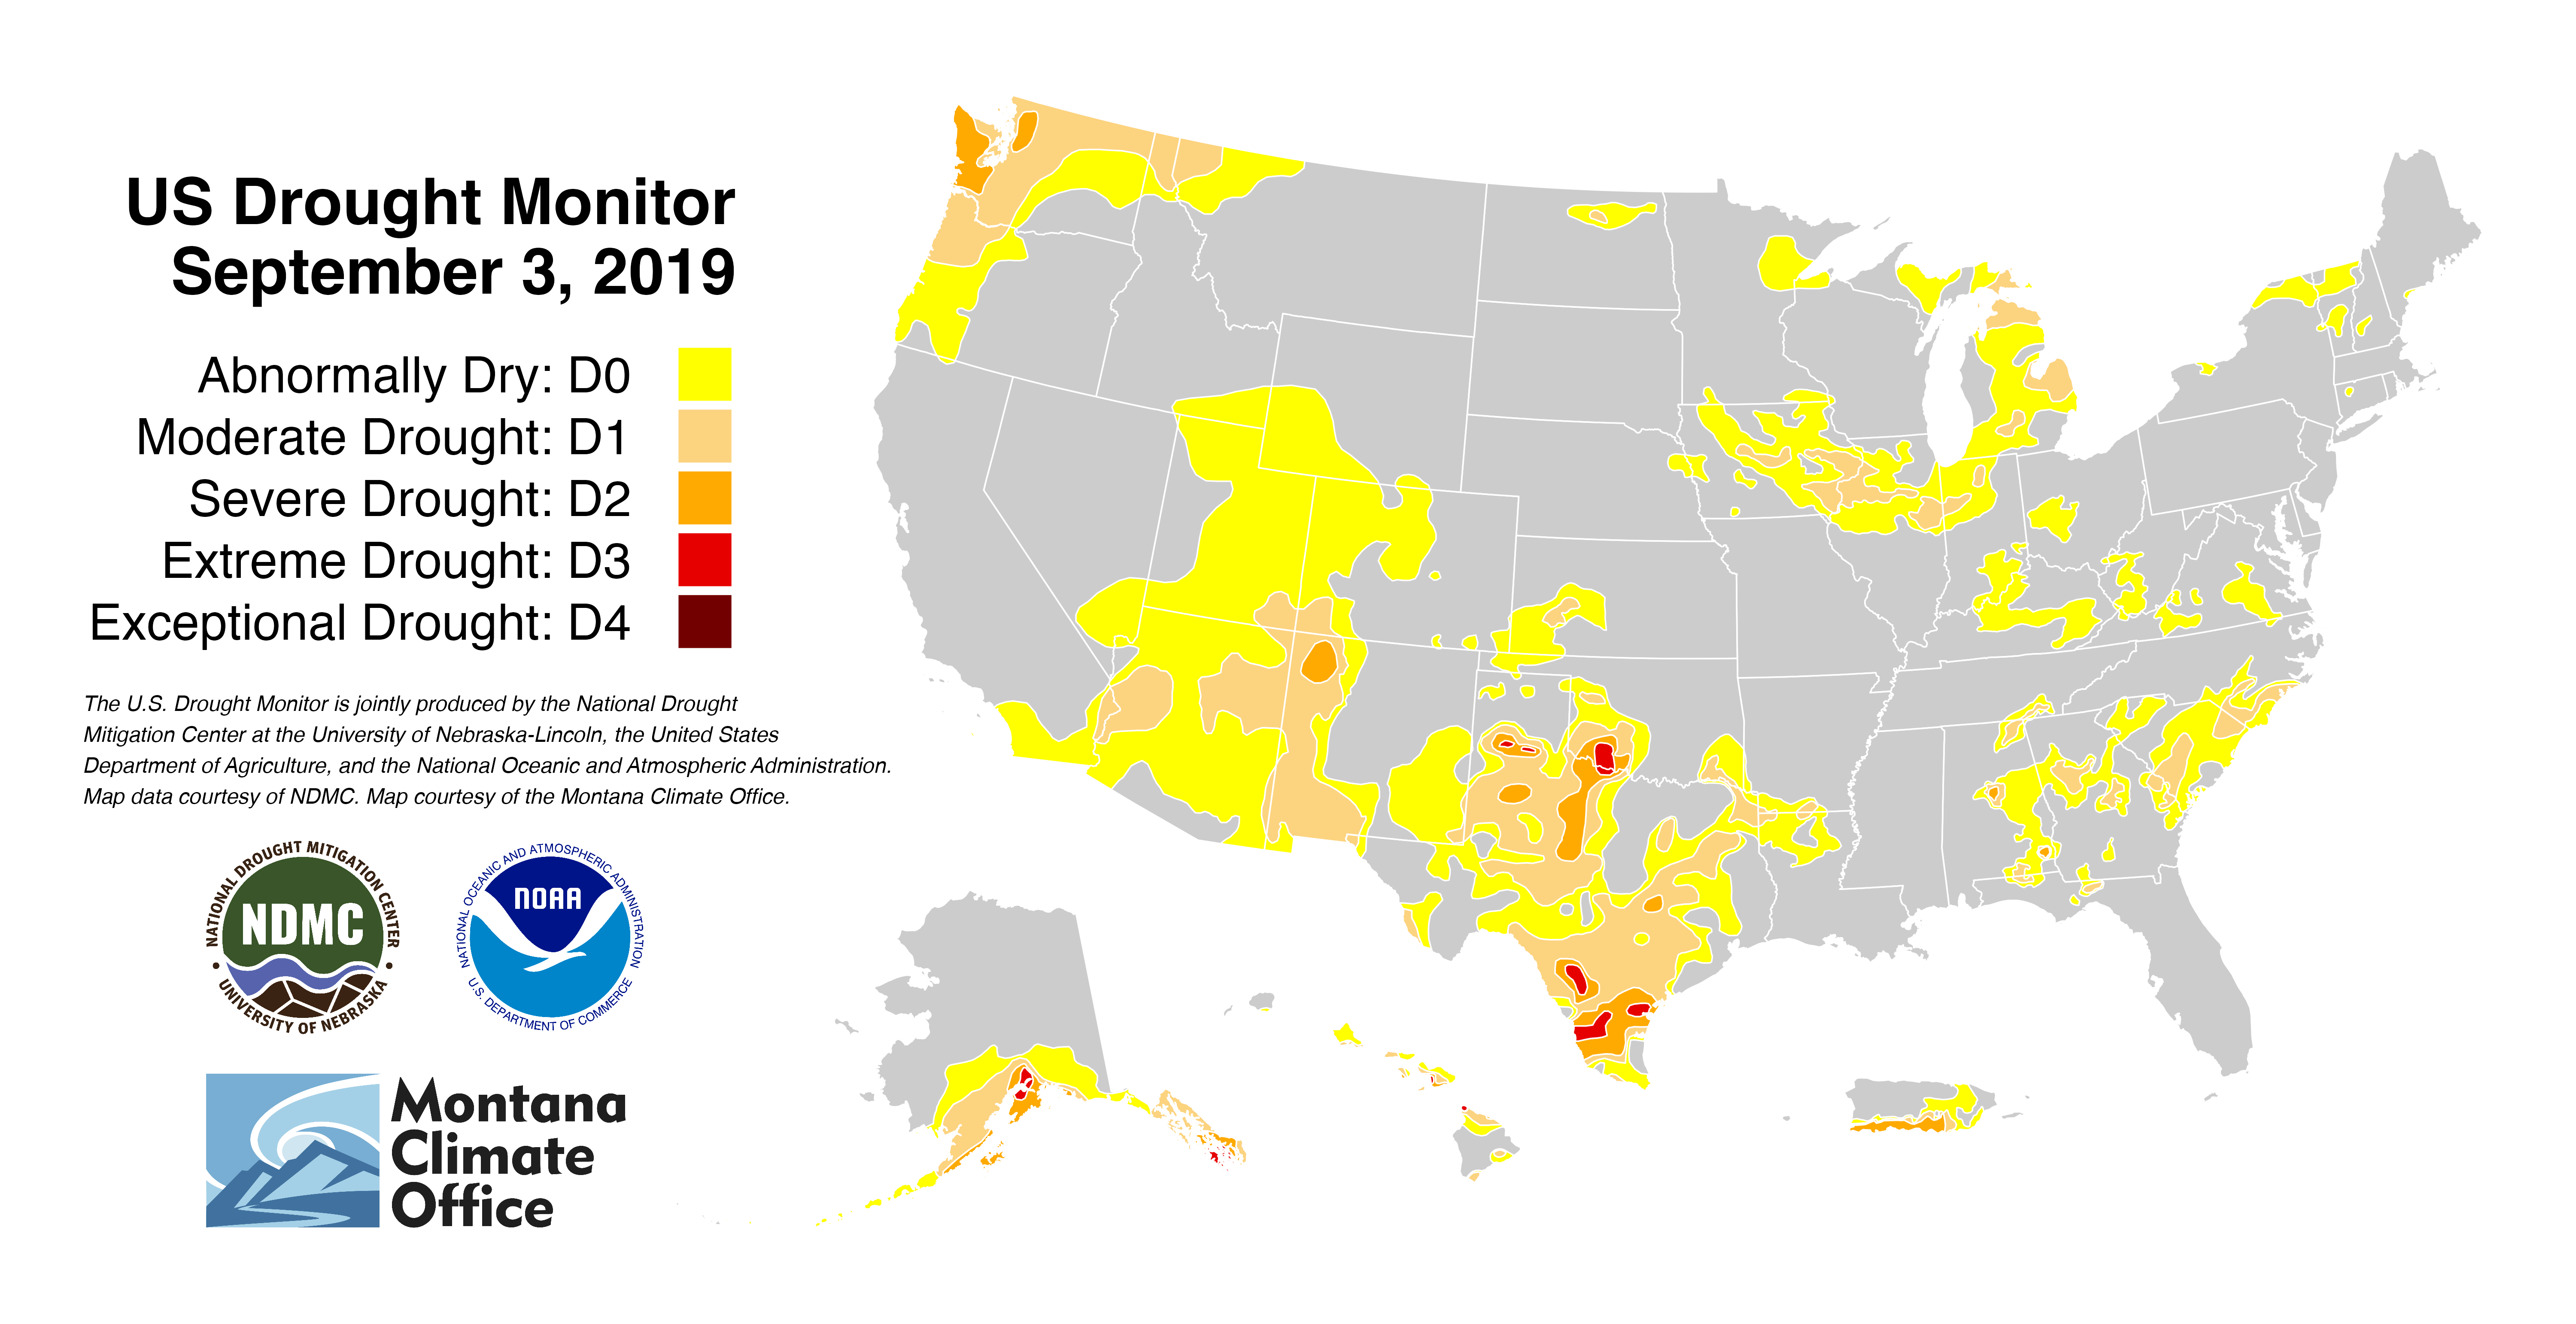 US Drought Monitor
September 3, 2019
Abnormally Dry: D0
Moderate Drought: D1
Severe Drought: D2
Extreme Drought: D3
Exceptional Drought: D4
The U.S. Drought Monitor is jointly produced by the National Drought
Mitigation Center at the University of Nebraska-Lincoln, the United States
Department of Agriculture, and the National Oceanic and Atmospheric Administration.
Map data courtesy of NDMC. Map courtesy of the Montana Climate Office.
NATIONAL DROUGHT MITIGATION CENTER
NDMC
• UNIVERSITY OF NEBRASKA •
NATIONAL OCEANIC AND ATMOSPHERIC ADMINISTRATION
NOAA
U.S. DEPARTMENT OF COMMERCE
Montana
Climate
Office